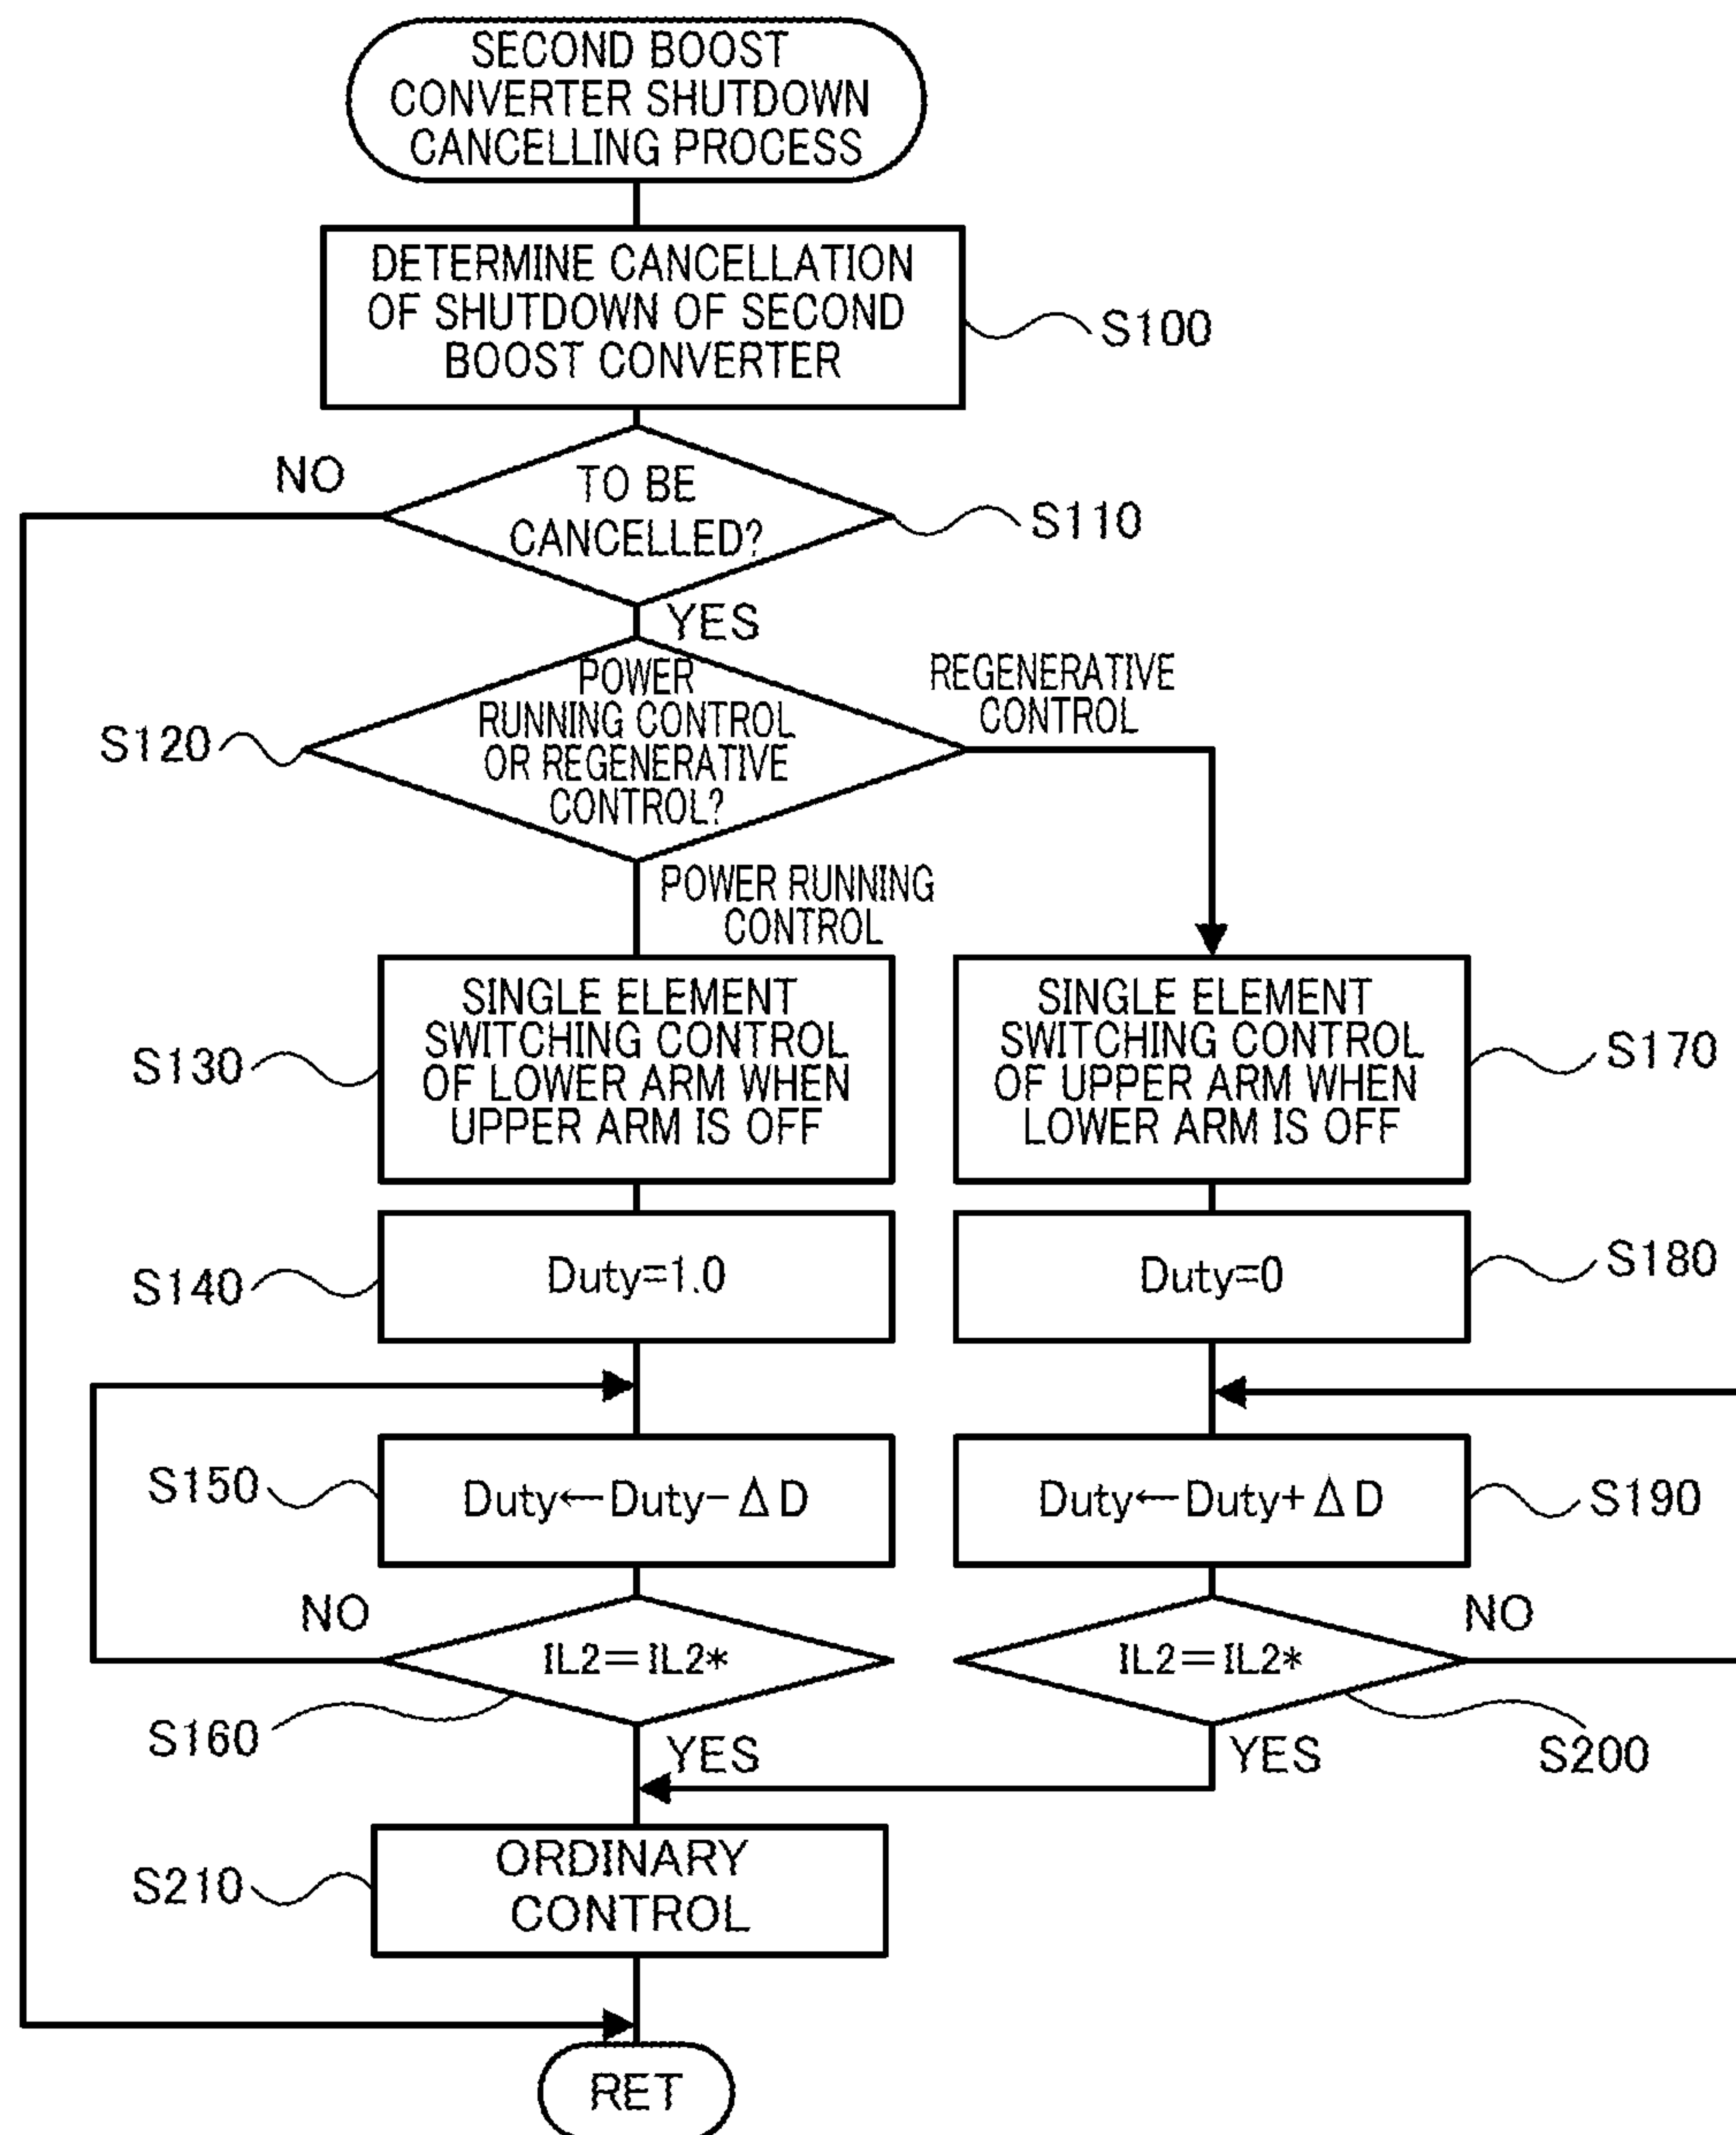 SECOND BOOST
CONVERTER SHUTDOWN
CANCELLING PROCESS
DETERMINE CANCELLATION
OF SHUTDOWN OF SECOND
BOOST CONVERTER
S100
NO
TO BE
CANCELLED?
S110
YES
POWER
RUNNING CONTROL
OR REGENERATIVE
CONTROL?
S120
REGENERATIVE
CONTROL
POWER RUNNING
CONTROL
SINGLE ELEMENT
SWITCHING CONTROL
OF LOWER ARM WHEN
UPPER ARM IS OFF
S130
SINGLE ELEMENT
SWITCHING CONTROL
OF UPPER ARM WHEN
LOWER ARM IS OFF
S170
S140
Duty=1.0
Duty=0
S180
S150
Duty←Duty-ΔD
Duty←Duty+ΔD
S190
NO
IL2=IL2*
S160
YES
IL2=IL2*
NO
S200
YES
S210
ORDINARY
CONTROL
RET